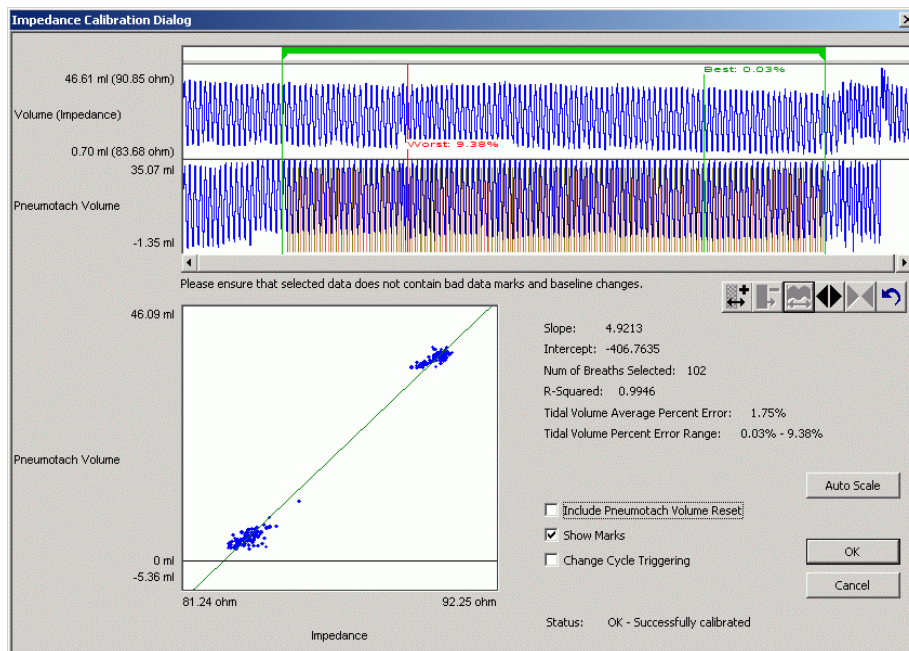 Impedance Calibration Dialog
46.61 ml (90.85 ohm)
Best: 0.03%
Volume (Impedance)
Worst: 9.38%
0.70 ml (83.68 ohm)
35.07 ml
Pneumotach Volume
-1.35 ml
Please ensure that selected data does not contain bad data marks and baseline changes.
46.09 ml
Pneumotach Volume
0 ml
-5.36 ml
81.24 ohm
92.25 ohm
Impedance
Slope: 4.9213
Intercept: -406.7635
Num of Breaths Selected: 102
R-Squared: 0.9946
Tidal Volume Average Percent Error: 1.75%
Tidal Volume Percent Error Range: 0.03% - 9.38%
Auto Scale
Include Pneumotach Volume Reset
Show Marks
Change Cycle Triggering
OK
Cancel
Status: OK - Successfully calibrated